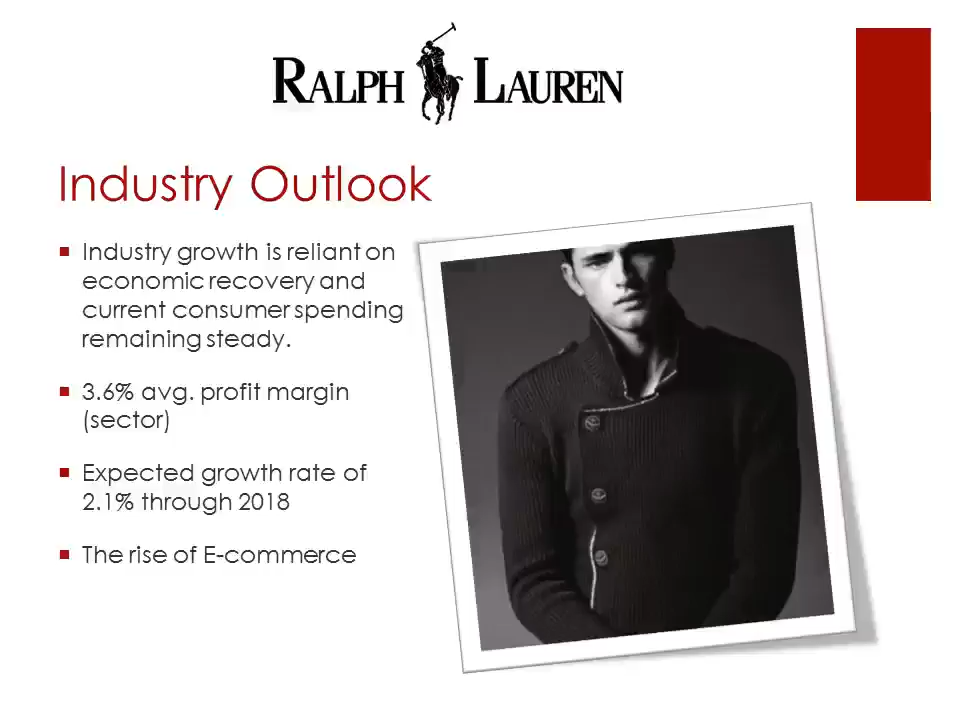 RALPH LAUREN
Industry Outlook
Industry growth is reliant on
economic recovery and
current consumer spending
remaining steady.
3.6% avg. profit margin
(sector)
Expected growth rate of
2.1% through 2018
The rise of E-commerce